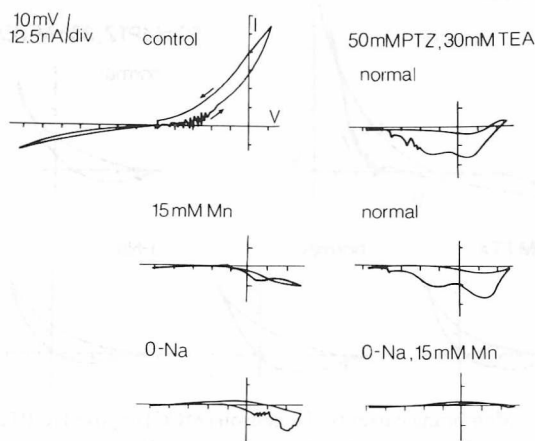 10mV
12.5nA/div
control
I
V
50mMPTZ, 30mM TEA
normal
15mM Mn
normal
0-Na
0-Na, 15mM Mn